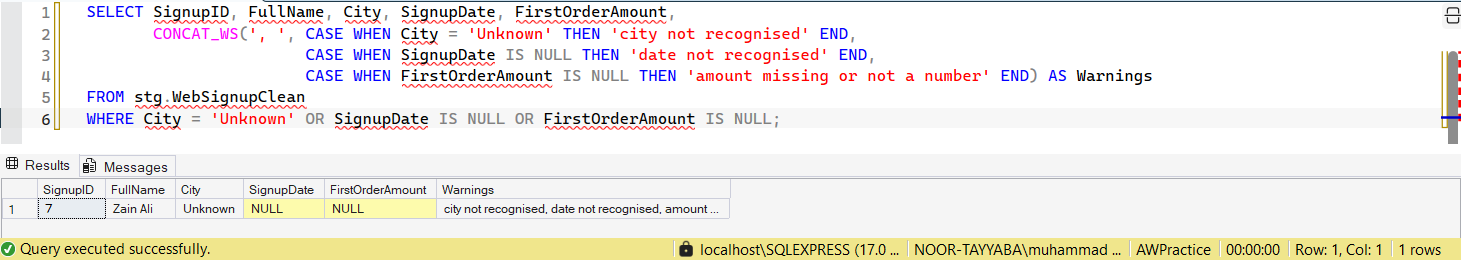 1 SELECT SignupID, FullName, City, SignupDate, FirstOrderAmount,
2 CONCAT_WS(', ', CASE WHEN City = 'Unknown' THEN 'city not recognised' END,
3 CASE WHEN SignupDate IS NULL THEN 'date not recognised' END,
4 CASE WHEN FirstOrderAmount IS NULL THEN 'amount missing or not a number' END) AS Warnings
5 FROM stg.WebSignupClean
6 WHERE City = 'Unknown' OR SignupDate IS NULL OR FirstOrderAmount IS NULL;
Results Messages
SignupID FullName City SignupDate FirstOrderAmount Warnings
1 7 Zain Ali Unknown NULL NULL city not recognised, date not recognised, amount ...
Query executed successfully. localhost\SQLEXPRESS (17.0 ... NOOR-TAYYABA\muhammad ... AWPractice 00:00:00 Row: 1, Col: 1 1 rows